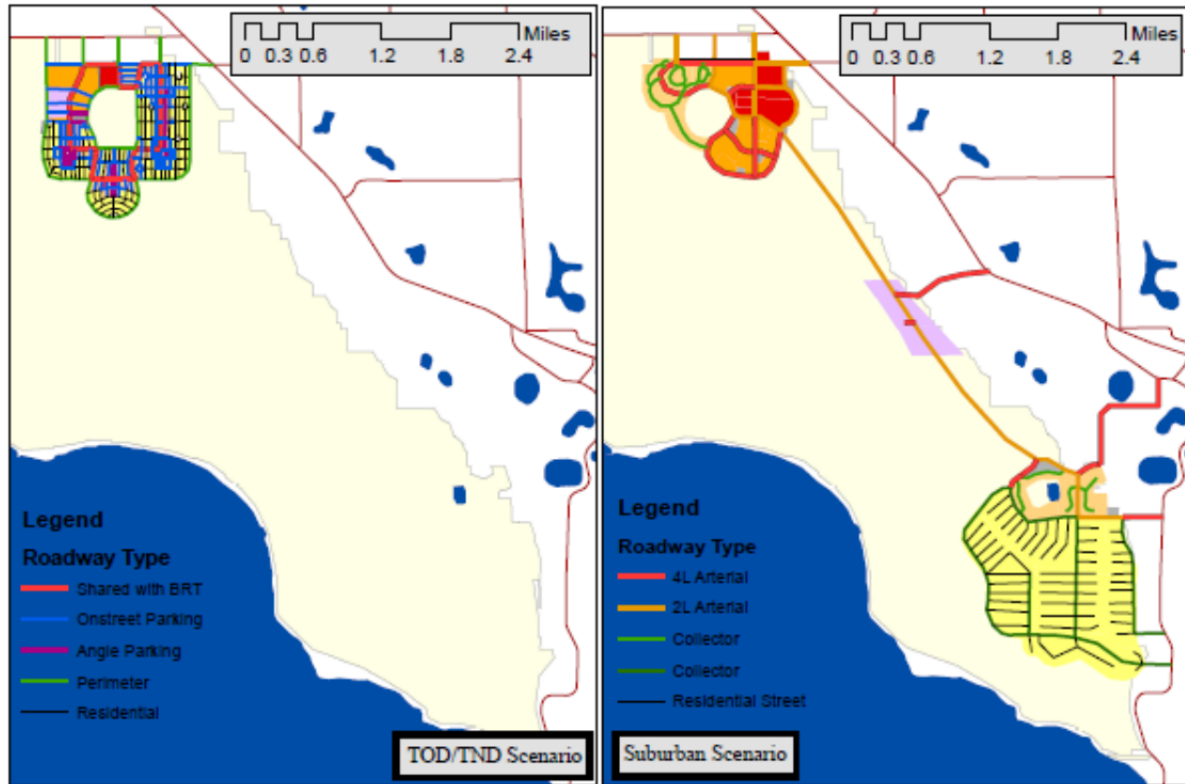 Miles
0 0.3 0.6 1.2 1.8 2.4
Legend
Roadway Type
Shared with BRT
Onstreet Parking
Angle Parking
Perimeter
Residential
TOD/TND Scenario
Miles
0 0.3 0.6 1.2 1.8 2.4
Legend
Roadway Type
4L Arterial
2L Arterial
Collector
Collector
Residential Street
Suburban Scenario